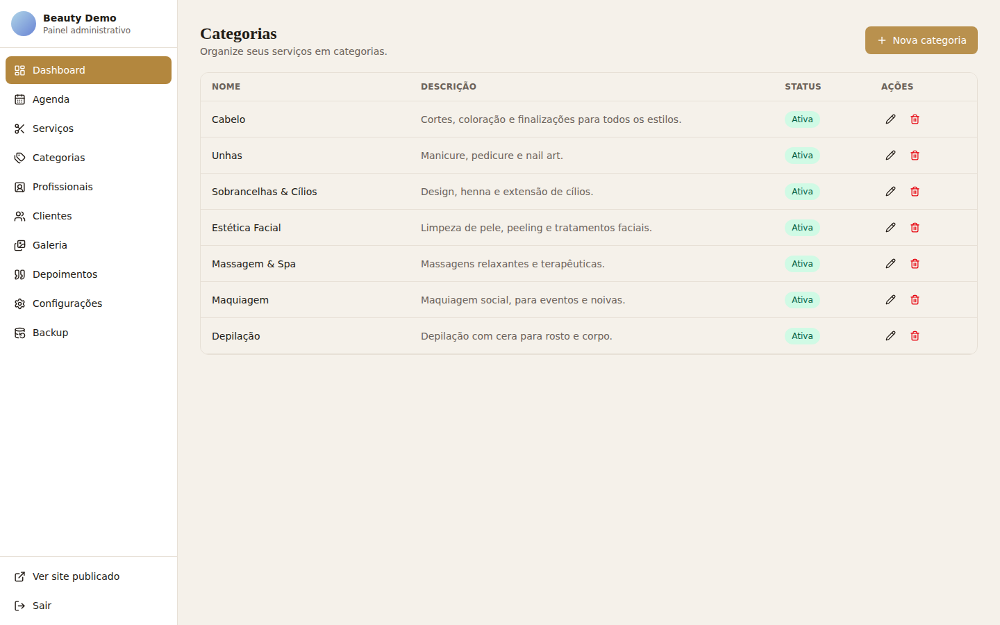 Beauty Demo
Painel administrativo
Dashboard
Agenda
Serviços
Categorias
Profissionais
Clientes
Galeria
Depoimentos
Configurações
Backup
Ver site publicado
Sair
Categorias
Organize seus serviços em categorias.
Nova categoria
NOME DESCRIÇÃO STATUS AÇÕES
Cabelo Cortes, coloração e finalizações para todos os estilos. Ativa
Unhas Manicure, pedicure e nail art. Ativa
Sobrancelhas & Cílios Design, henna e extensão de cílios. Ativa
Estética Facial Limpeza de pele, peeling e tratamentos faciais. Ativa
Massagem & Spa Massagens relaxantes e terapêuticas. Ativa
Maquiagem Maquiagem social, para eventos e noivas. Ativa
Depilação Depilação com cera para rosto e corpo. Ativa